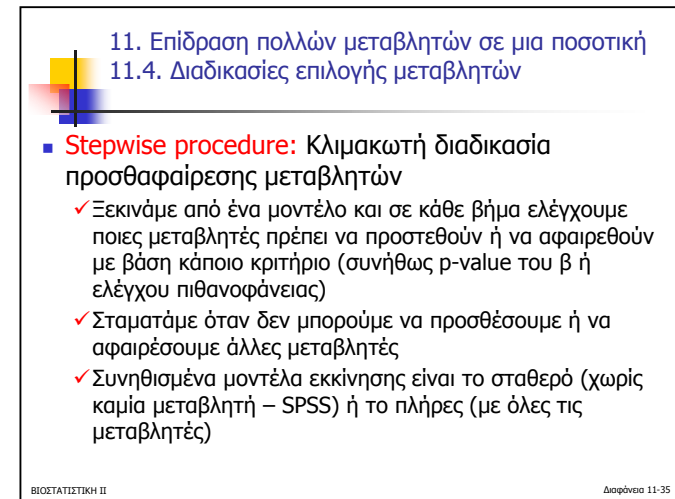 11. Επίδραση πολλών μεταβλητών σε μια ποσοτική
11.4. Διαδικασίες επιλογής μεταβλητών
Stepwise procedure: Κλιμακωτή διαδικασία
προσθαφαίρεσης μεταβλητών
Ξεκινάμε από ένα μοντέλο και σε κάθε βήμα ελέγχουμε
ποιες μεταβλητές πρέπει να προστεθούν ή να αφαιρεθούν
με βάση κάποιο κριτήριο (συνήθως p-value του β ή
ελέγχου πιθανοφάνειας)
Σταματάμε όταν δεν μπορούμε να προσθέσουμε ή να
αφαιρέσουμε άλλες μεταβλητές
Συνηθισμένα μοντέλα εκκίνησης είναι το σταθερό (χωρίς
καμία μεταβλητή – SPSS) ή το πλήρες (με όλες τις
μεταβλητές)
ΒΙΟΣΤΑΤΙΣΤΙΚΗ ΙΙ
Διαφάνεια 11-35